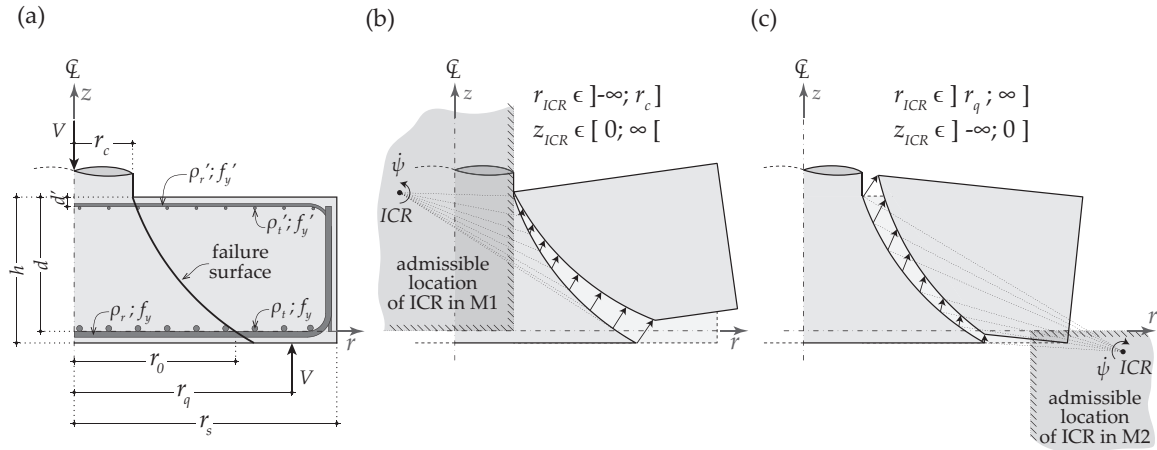 (a)
℄
z
V
r_c
ρ_r'; f_y'
d'
ρ_t'; f_y'
h
d
failure
surface
ρ_r; f_y
ρ_t; f_y
r
r_0
V
r_q
r_s
(b)
℄
z
r_ICR ϵ ]-∞; r_c]
z_ICR ϵ [ 0; ∞ [
ψ̇
ICR
admissible
location
of ICR in M1
r
(c)
℄
z
r_ICR ϵ ] r_q ; ∞ ]
z_ICR ϵ ] -∞; 0 ]
r
ψ̇ ICR
admissible
location
of ICR in M2